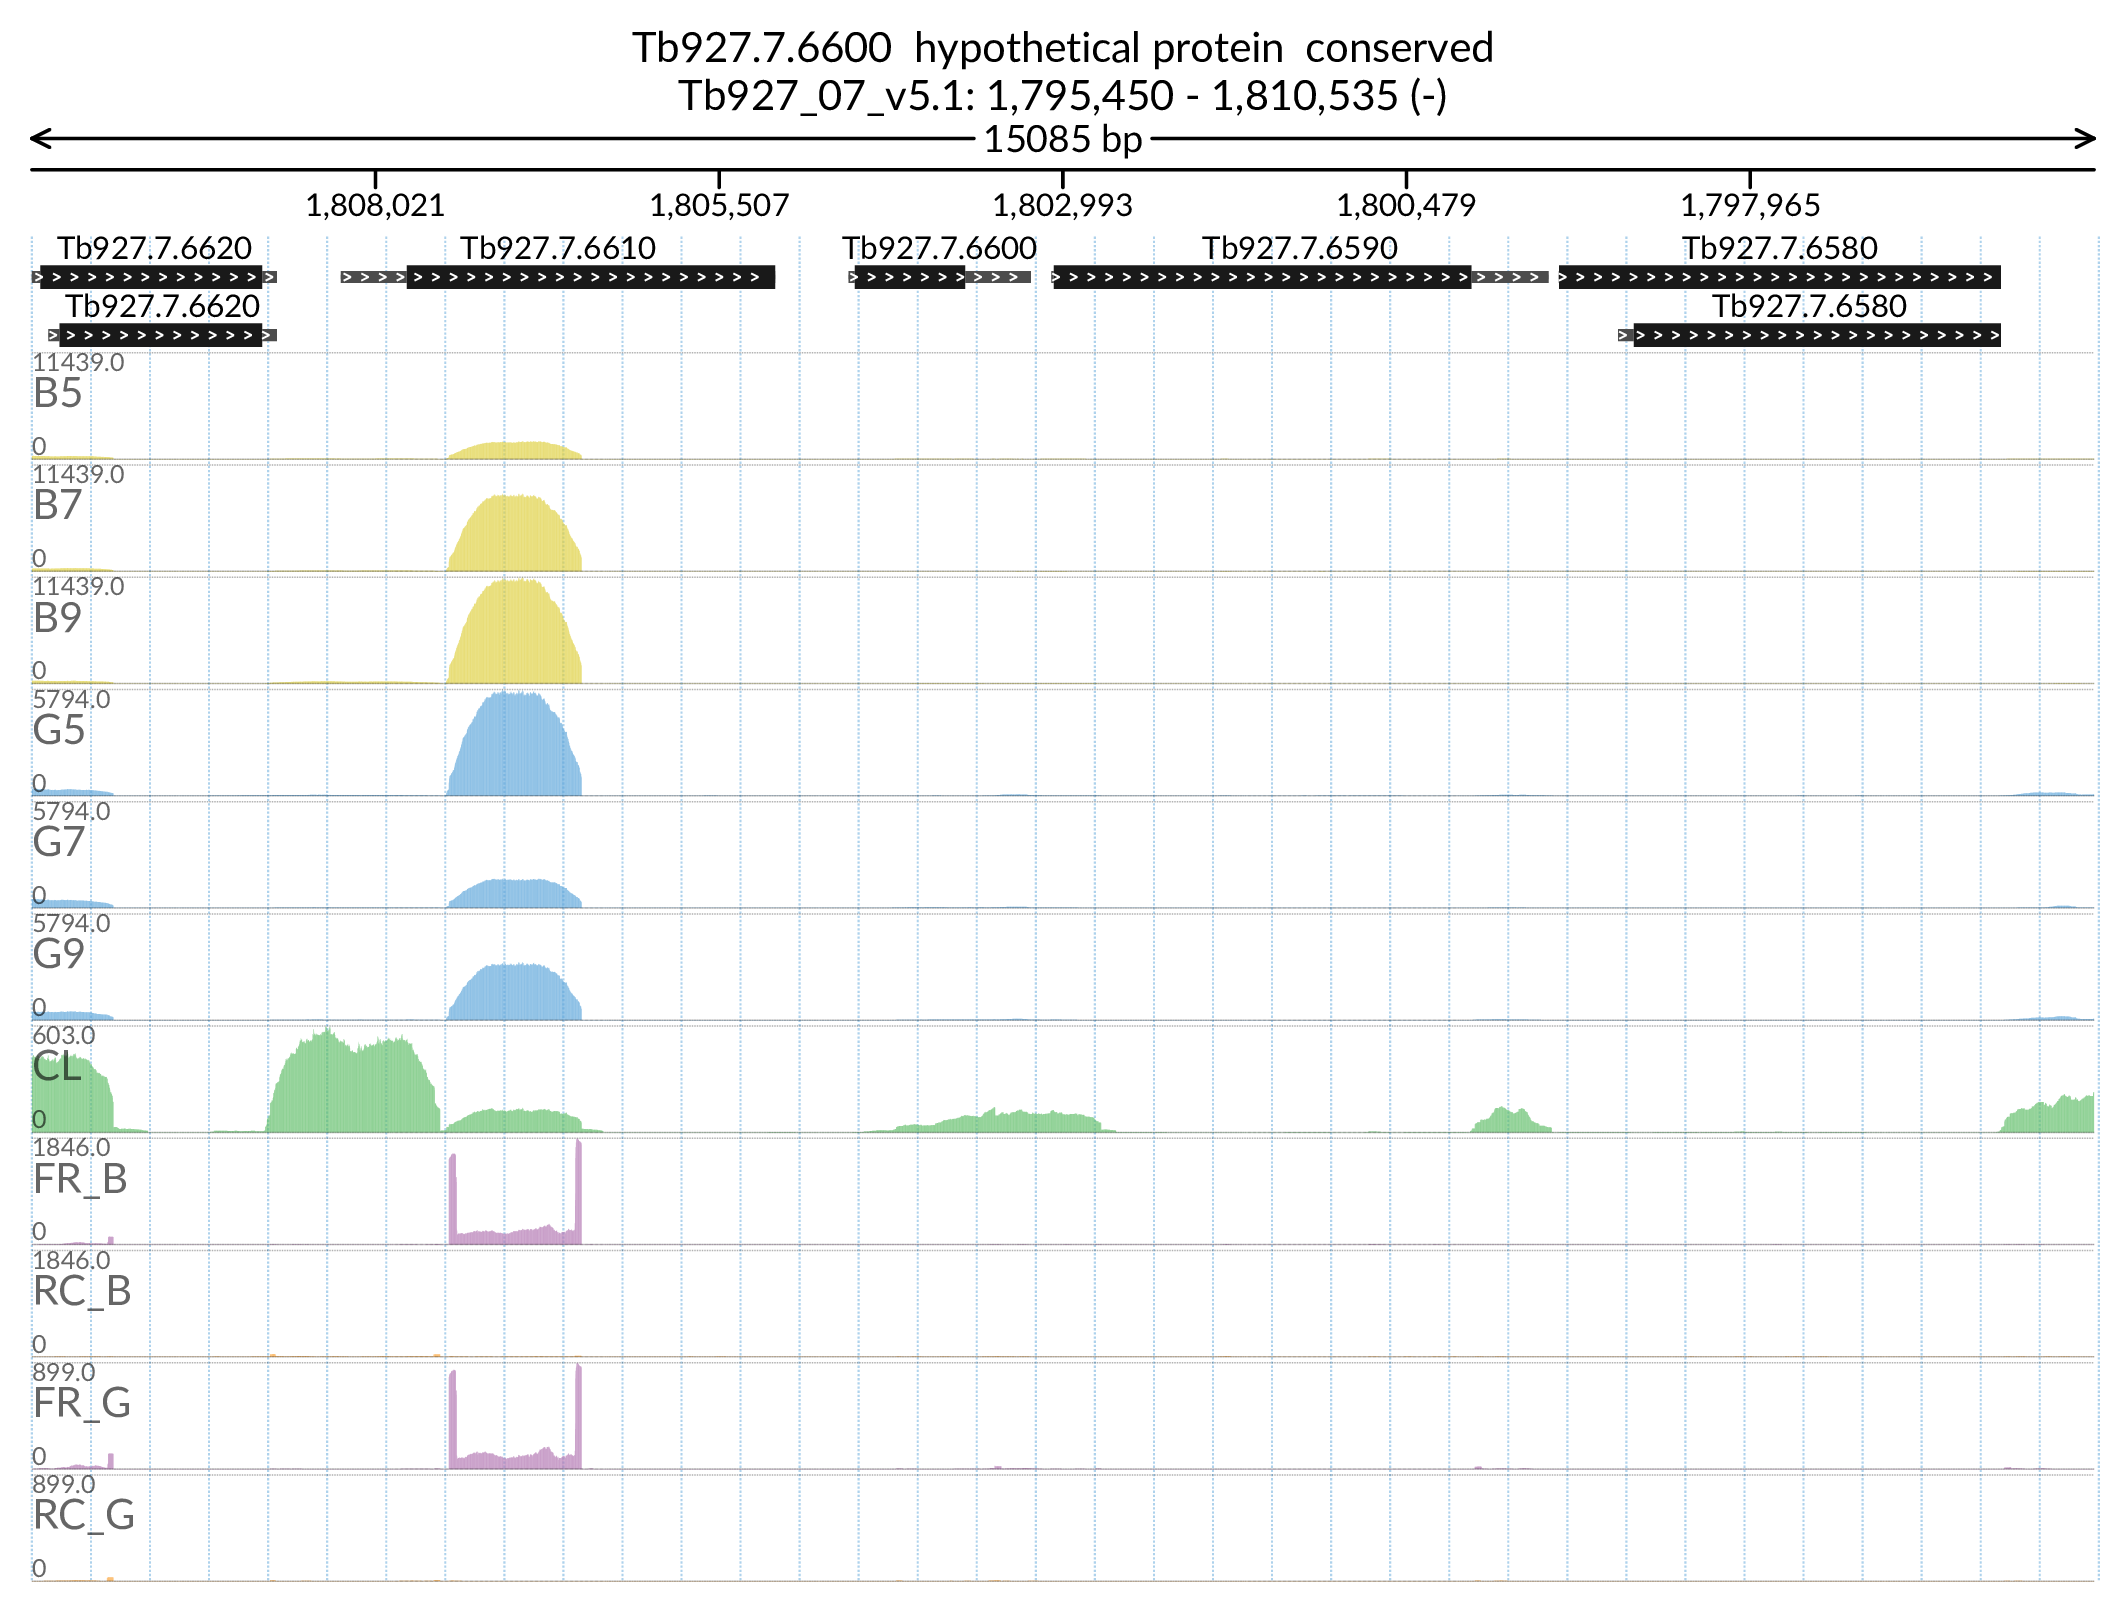 Tb927.7.6600 hypothetical protein conserved
Tb927_07_v5.1: 1,795,450 - 1,810,535 (-)
15085 bp
1,808,021 1,805,507 1,802,993 1,800,479 1,797,965
Tb927.7.6620 Tb927.7.6610 Tb927.7.6600 Tb927.7.6590 Tb927.7.6580
Tb927.7.6620 Tb927.7.6580
11439.0
B5
0
11439.0
B7
0
11439.0
B9
0
5794.0
G5
0
5794.0
G7
0
5794.0
G9
0
603.0
CL
0
1846.0
FR_B
0
1846.0
RC_B
0
899.0
FR_G
0
899.0
RC_G
0